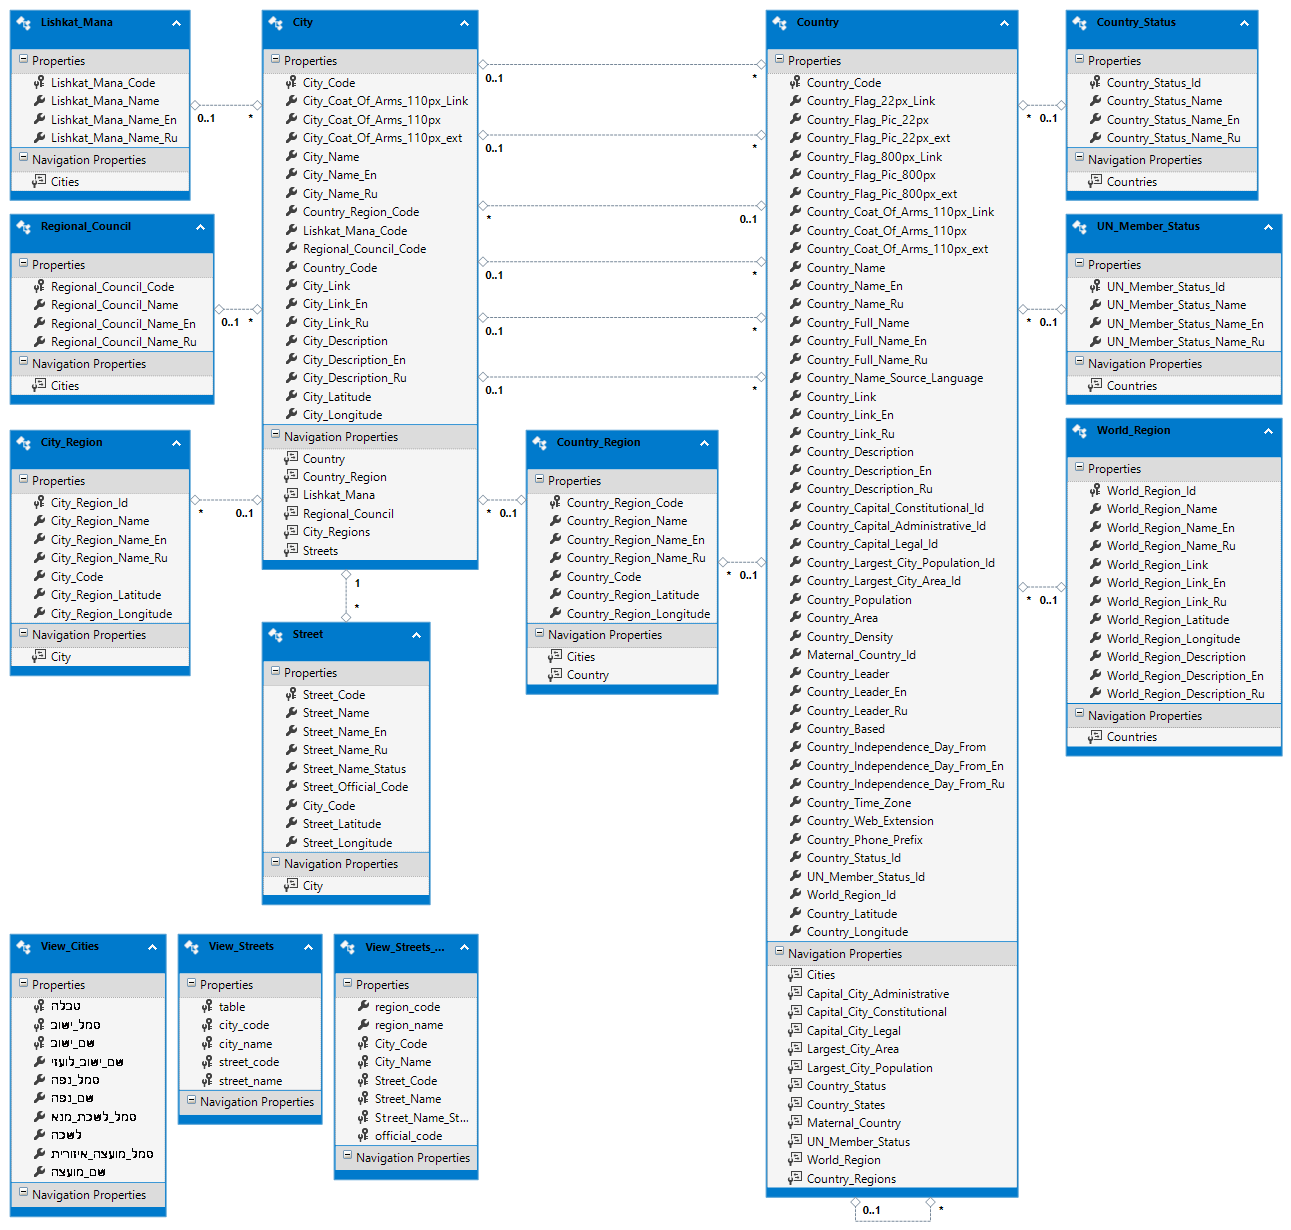 Lishkat_Mana
Properties
Lishkat_Mana_Code
Lishkat_Mana_Name
Lishkat_Mana_Name_En
Lishkat_Mana_Name_Ru
Navigation Properties
Cities
0..1
*
Regional_Council
Properties
Regional_Council_Code
Regional_Council_Name
Regional_Council_Name_En
Regional_Council_Name_Ru
Navigation Properties
Cities
0..1
*
City_Region
Properties
City_Region_Id
City_Region_Name
City_Region_Name_En
City_Region_Name_Ru
City_Code
City_Region_Latitude
City_Region_Longitude
Navigation Properties
City
*
0..1
City
Properties
City_Code
City_Coat_Of_Arms_110px_Link
City_Coat_Of_Arms_110px
City_Coat_Of_Arms_110px_ext
City_Name
City_Name_En
City_Name_Ru
Country_Region_Code
Lishkat_Mana_Code
Regional_Council_Code
Country_Code
City_Link
City_Link_En
City_Link_Ru
City_Description
City_Description_En
City_Description_Ru
City_Latitude
City_Longitude
Navigation Properties
Country
Country_Region
Lishkat_Mana
Regional_Council
City_Regions
Streets
1
*
Street
Properties
Street_Code
Street_Name
Street_Name_En
Street_Name_Ru
Street_Name_Status
Street_Official_Code
City_Code
Street_Latitude
Street_Longitude
Navigation Properties
City
0..1
*
0..1
*
*
0..1
0..1
*
0..1
*
0..1
*
*
0..1
Country_Region
Properties
Country_Region_Code
Country_Region_Name
Country_Region_Name_En
Country_Region_Name_Ru
Country_Code
Country_Region_Latitude
Country_Region_Longitude
Navigation Properties
Cities
Country
*
0..1
Country
Properties
Country_Code
Country_Flag_22px_Link
Country_Flag_Pic_22px
Country_Flag_Pic_22px_ext
Country_Flag_800px_Link
Country_Flag_Pic_800px
Country_Flag_Pic_800px_ext
Country_Coat_Of_Arms_110px_Link
Country_Coat_Of_Arms_110px
Country_Coat_Of_Arms_110px_ext
Country_Name
Country_Name_En
Country_Name_Ru
Country_Full_Name
Country_Full_Name_En
Country_Full_Name_Ru
Country_Name_Source_Language
Country_Link
Country_Link_En
Country_Link_Ru
Country_Description
Country_Description_En
Country_Description_Ru
Country_Capital_Constitutional_Id
Country_Capital_Administrative_Id
Country_Capital_Legal_Id
Country_Largest_City_Population_Id
Country_Largest_City_Area_Id
Country_Population
Country_Area
Country_Density
Maternal_Country_Id
Country_Leader
Country_Leader_En
Country_Leader_Ru
Country_Based
Country_Independence_Day_From
Country_Independence_Day_From_En
Country_Independence_Day_From_Ru
Country_Time_Zone
Country_Web_Extension
Country_Phone_Prefix
Country_Status_Id
UN_Member_Status_Id
World_Region_Id
Country_Latitude
Country_Longitude
Navigation Properties
Cities
Capital_City_Administrative
Capital_City_Constitutional
Capital_City_Legal
Largest_City_Area
Largest_City_Population
Country_Status
Country_States
Maternal_Country
UN_Member_Status
World_Region
Country_Regions
0..1
*
*
0..1
Country_Status
Properties
Country_Status_Id
Country_Status_Name
Country_Status_Name_En
Country_Status_Name_Ru
Navigation Properties
Countries
*
0..1
UN_Member_Status
Properties
UN_Member_Status_Id
UN_Member_Status_Name
UN_Member_Status_Name_En
UN_Member_Status_Name_Ru
Navigation Properties
Countries
*
0..1
World_Region
Properties
World_Region_Id
World_Region_Name
World_Region_Name_En
World_Region_Name_Ru
World_Region_Link
World_Region_Link_En
World_Region_Link_Ru
World_Region_Latitude
World_Region_Longitude
World_Region_Description
World_Region_Description_En
World_Region_Description_Ru
Navigation Properties
Countries
View_Cities
Properties
טבלה
סמל_ישוב
שם_ישוב
שם_ישוב_לועזי
סמל_נפה
שם_נפה
סמל_לשכת_מנא
לשכה
סמל_מועצה_איזורית
שם_מועצה
Navigation Properties
View_Streets
Properties
table
city_code
city_name
street_code
street_name
Navigation Properties
View_Streets_...
Properties
region_code
region_name
City_Code
City_Name
Street_Code
Street_Name
Street_Name_St...
official_code
Navigation Properties